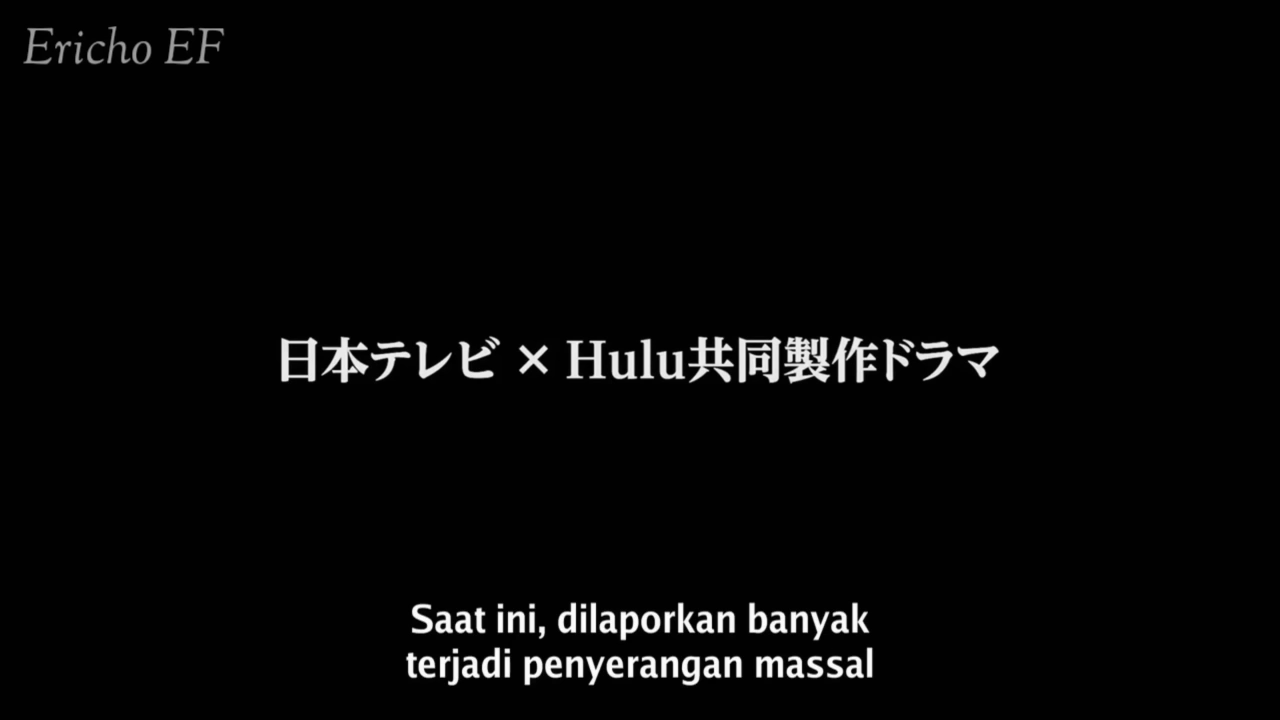 Ericho EF
日本テレビ × Hulu共同製作ドラマ
Saat ini, dilaporkan banyak
terjadi penyerangan massal